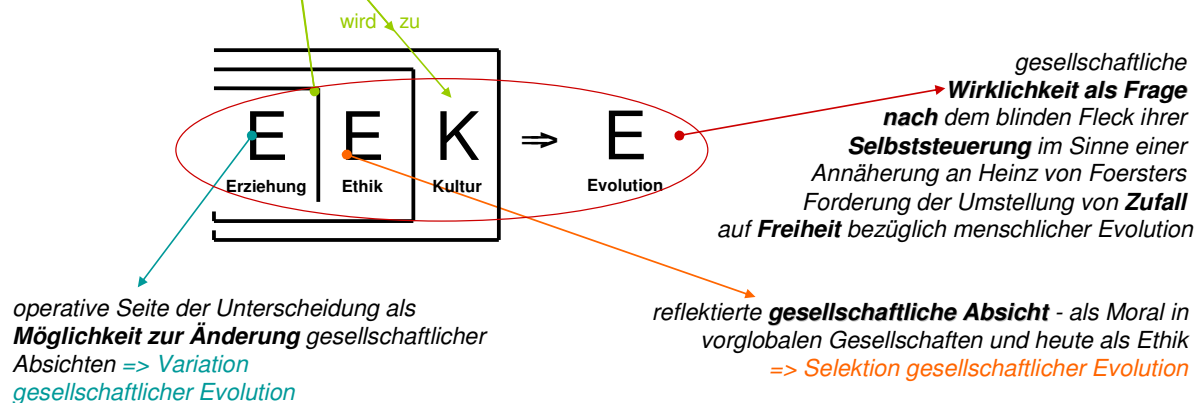 wird zu
E E K ⇒ E
Erziehung Ethik Kultur Evolution
gesellschaftliche
Wirklichkeit als Frage
nach dem blinden Fleck ihrer
Selbststeuerung im Sinne einer
Annäherung an Heinz von Foersters
Forderung der Umstellung von Zufall
auf Freiheit bezüglich menschlicher Evolution
operative Seite der Unterscheidung als
Möglichkeit zur Änderung gesellschaftlicher
Absichten => Variation
gesellschaftlicher Evolution
reflektierte gesellschaftliche Absicht - als Moral in
vorglobalen Gesellschaften und heute als Ethik
=> Selektion gesellschaftlicher Evolution